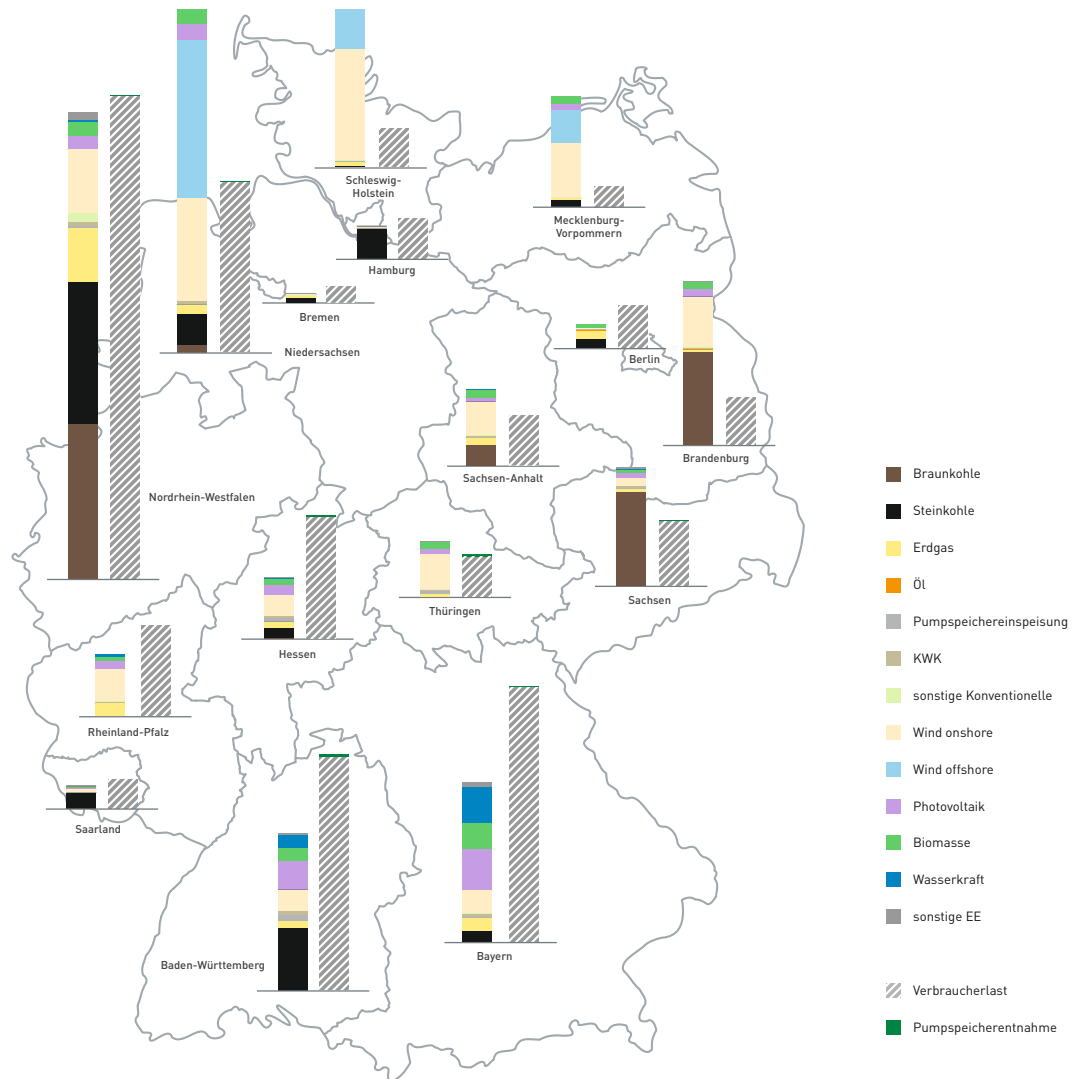 Schleswig-
Holstein
Mecklenburg-
Vorpommern
Hamburg
Bremen
Niedersachsen
Berlin
Brandenburg
Sachsen-Anhalt
Nordrhein-Westfalen
Sachsen
Thüringen
Hessen
Rheinland-Pfalz
Saarland
Baden-Württemberg
Bayern
Braunkohle
Steinkohle
Erdgas
Öl
Pumpspeichereinspeisung
KWK
sonstige Konventionelle
Wind onshore
Wind offshore
Photovoltaik
Biomasse
Wasserkraft
sonstige EE
Verbraucherlast
Pumpspeicherentnahme